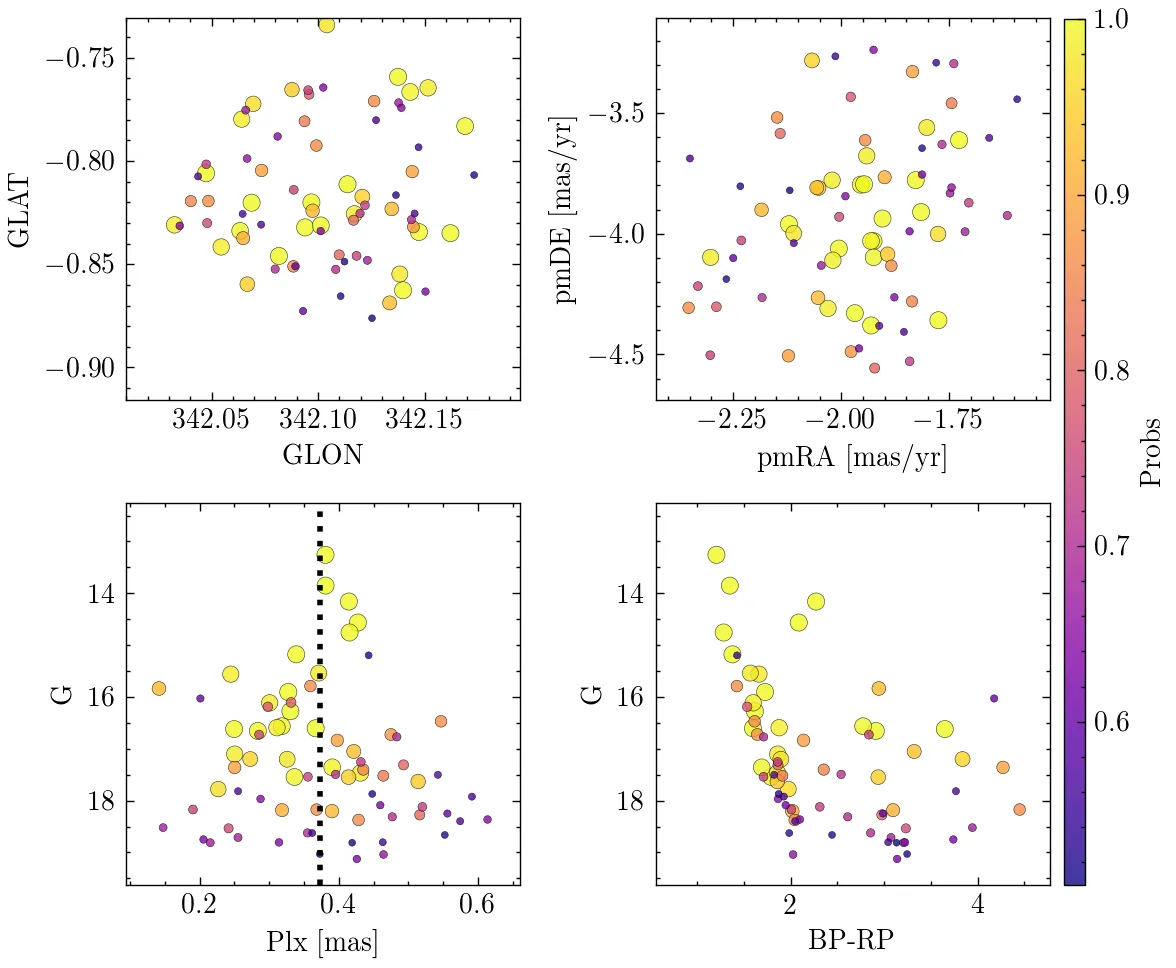 −0.75
−0.80
−0.85
−0.90
GLAT
342.05 342.10 342.15
GLON
−3.5
−4.0
−4.5
pmDE [mas/yr]
−2.25 −2.00 −1.75
pmRA [mas/yr]
1.0
0.9
0.8
0.7
0.6
Probs
14
16
18
G
0.2 0.4 0.6
Plx [mas]
14
16
18
G
2 4
BP-RP